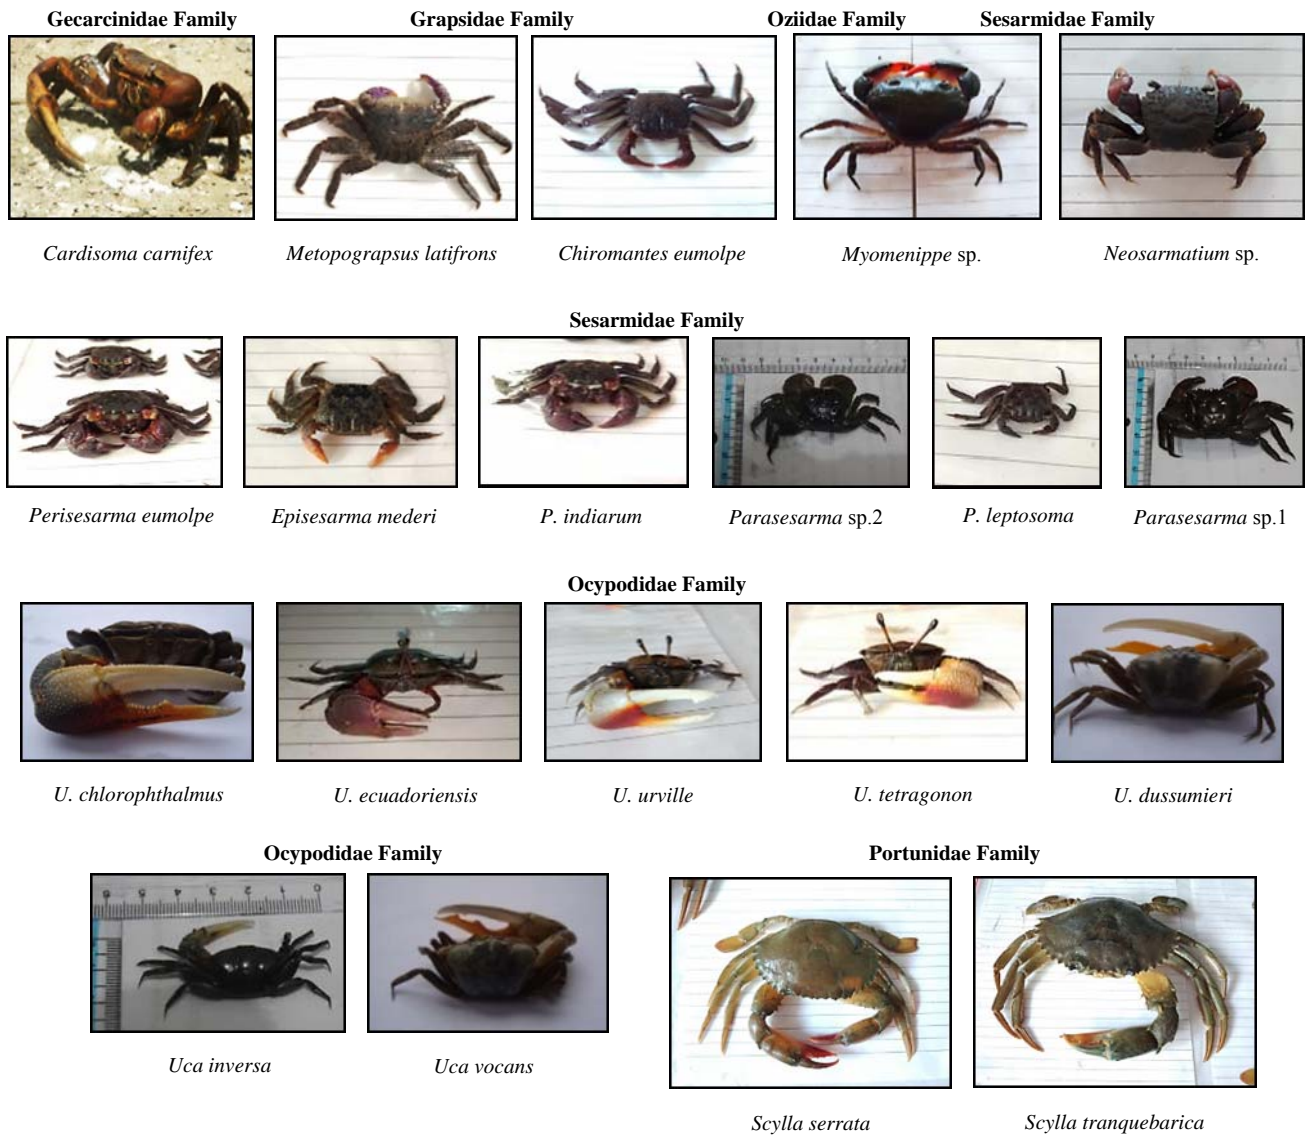 Gecarcinidae Family Grapsidae Family Oziidae Family Sesarmidae Family
Cardisoma carnifex Metopograpsus latifrons Chiromantes eumolpe Myomenippe sp. Neosarmatium sp.
Sesarmidae Family
Perisesarma eumolpe Episesarma mederi P. indiarum Parasesarma sp.2 P. leptosoma Parasesarma sp.1
Ocypodidae Family
U. chlorophthalmus U. ecuadoriensis U. urville U. tetragonon U. dussumieri
Ocypodidae Family Portunidae Family
Uca inversa Uca vocans
Scylla serrata Scylla tranquebarica